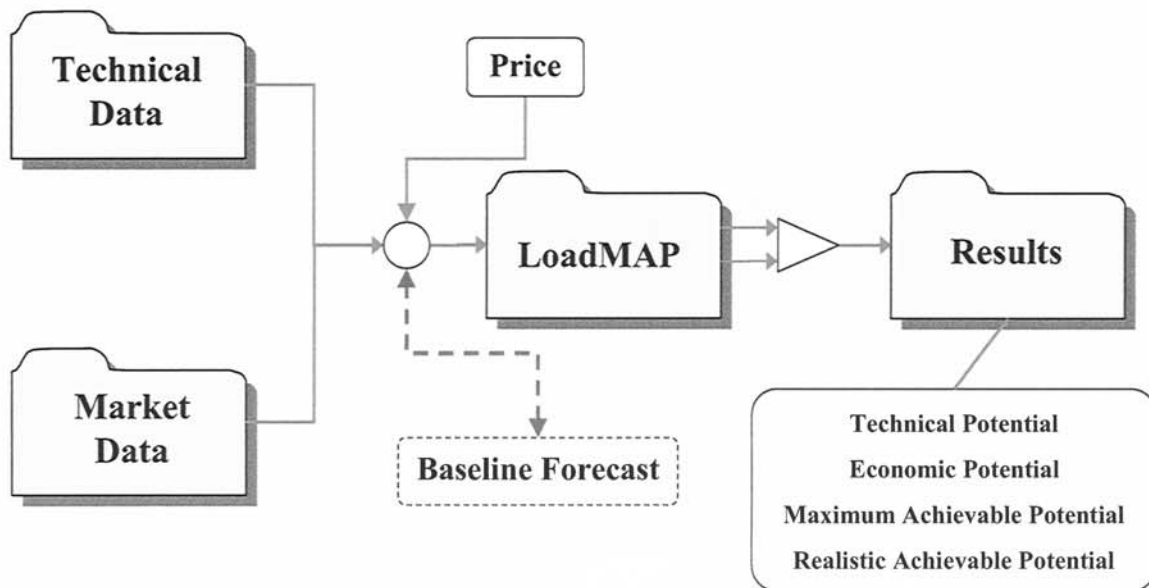 Technical
Data
Price
LoadMAP
Results
Market
Data
Baseline Forecast
Technical Potential
Economic Potential
Maximum Achievable Potential
Realistic Achievable Potential